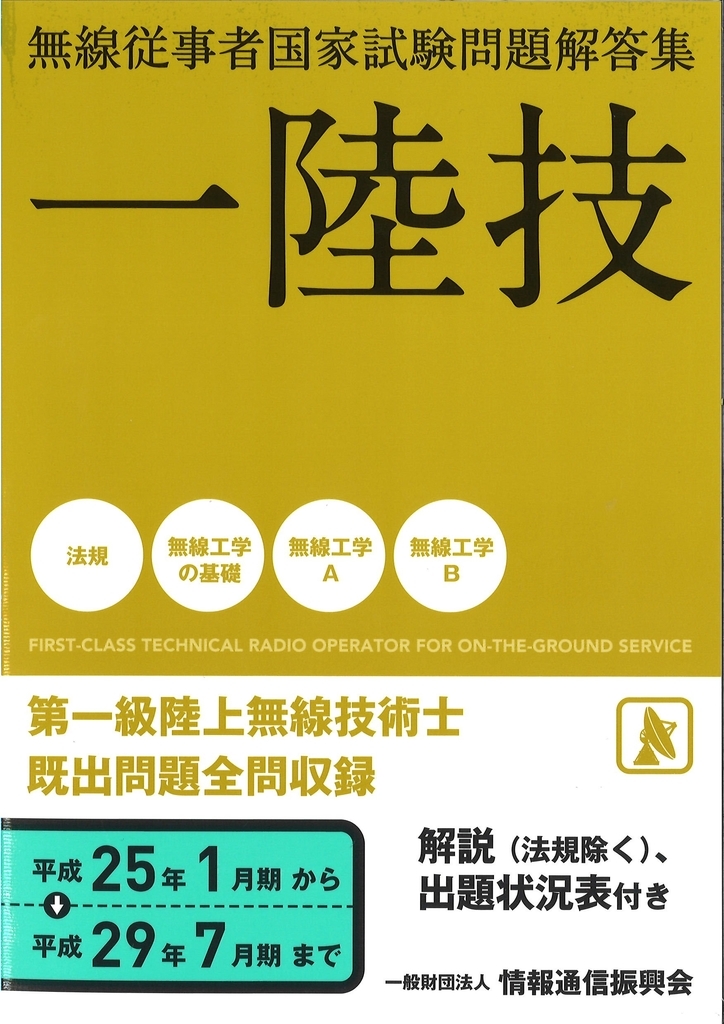 無線従事者国家試験問題解答集
一陸技
法規
無線工学
の基礎
無線工学
A
無線工学
B
FIRST-CLASS TECHNICAL RADIO OPERATOR FOR ON-THE-GROUND SERVICE
第一級陸上無線技術士
既出問題全問収録
平成25年1月期から
平成29年7月期まで
解説（法規除く）、
出題状況表付き
一般財団法人 情報通信振興会